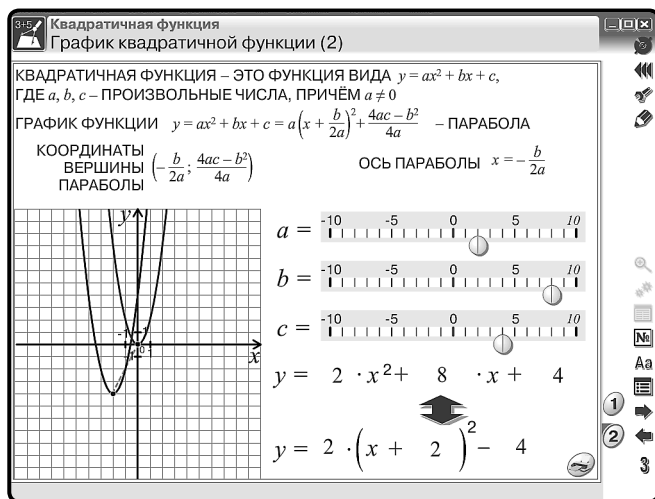 3+5
Квадратичная функция
График квадратичной функции (2)
КВАДРАТИЧНАЯ ФУНКЦИЯ – ЭТО ФУНКЦИЯ ВИДА y = ax² + bx + c,
ГДЕ a, b, c – ПРОИЗВОЛЬНЫЕ ЧИСЛА, ПРИЧЁМ a ≠ 0
ГРАФИК ФУНКЦИИ y = ax² + bx + c = a(x + b/2a)² + (4ac – b²)/4a – ПАРАБОЛА
КООРДИНАТЫ
ВЕРШИНЫ
ПАРАБОЛЫ
(– b/2a; (4ac – b²)/4a)
ОСЬ ПАРАБОЛЫ x = – b/2a
y
-1
1
0
x
a = -10 -5 0 5 10
b = -10 -5 0 5 10
c = -10 -5 0 5 10
y = 2 · x² + 8 · x + 4
y = 2 · (x + 2)² – 4
№
Aa
1
2
3